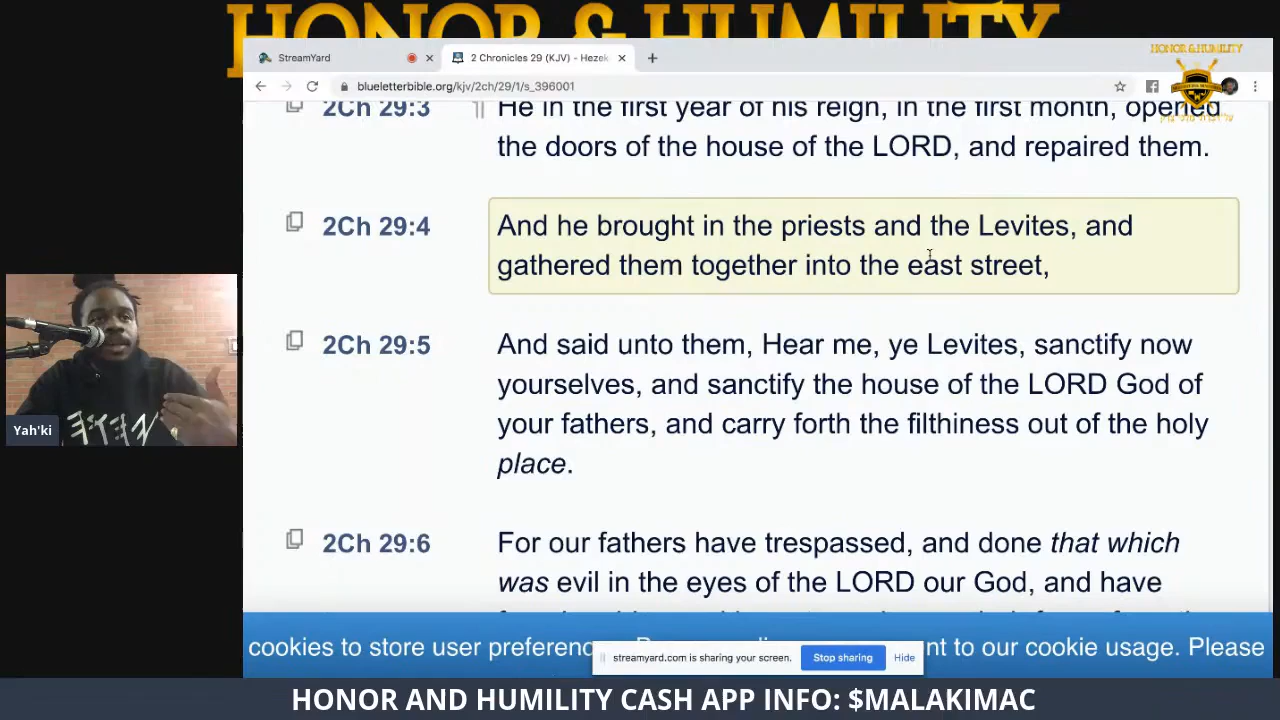 HONOR & HUMILITY
StreamYard
2 Chronicles 29 (KJV) - Hezek
HONOR & HUMILITY
blueletterbible.org/kjv/2ch/29/1/s_396001
2Ch 29:3
¶ He in the first year of his reign, in the first month, opened
the doors of the house of the LORD, and repaired them.
2Ch 29:4
And he brought in the priests and the Levites, and
gathered them together into the east street,
2Ch 29:5
And said unto them, Hear me, ye Levites, sanctify now
yourselves, and sanctify the house of the LORD God of
your fathers, and carry forth the filthiness out of the holy
place.
Yah'ki
2Ch 29:6
For our fathers have trespassed, and done that which
was evil in the eyes of the LORD our God, and have
cookies to store user preferenc
nt to our cookie usage. Please
streamyard.com is sharing your screen.
Stop sharing
Hide
HONOR AND HUMILITY CASH APP INFO: $MALAKIMAC